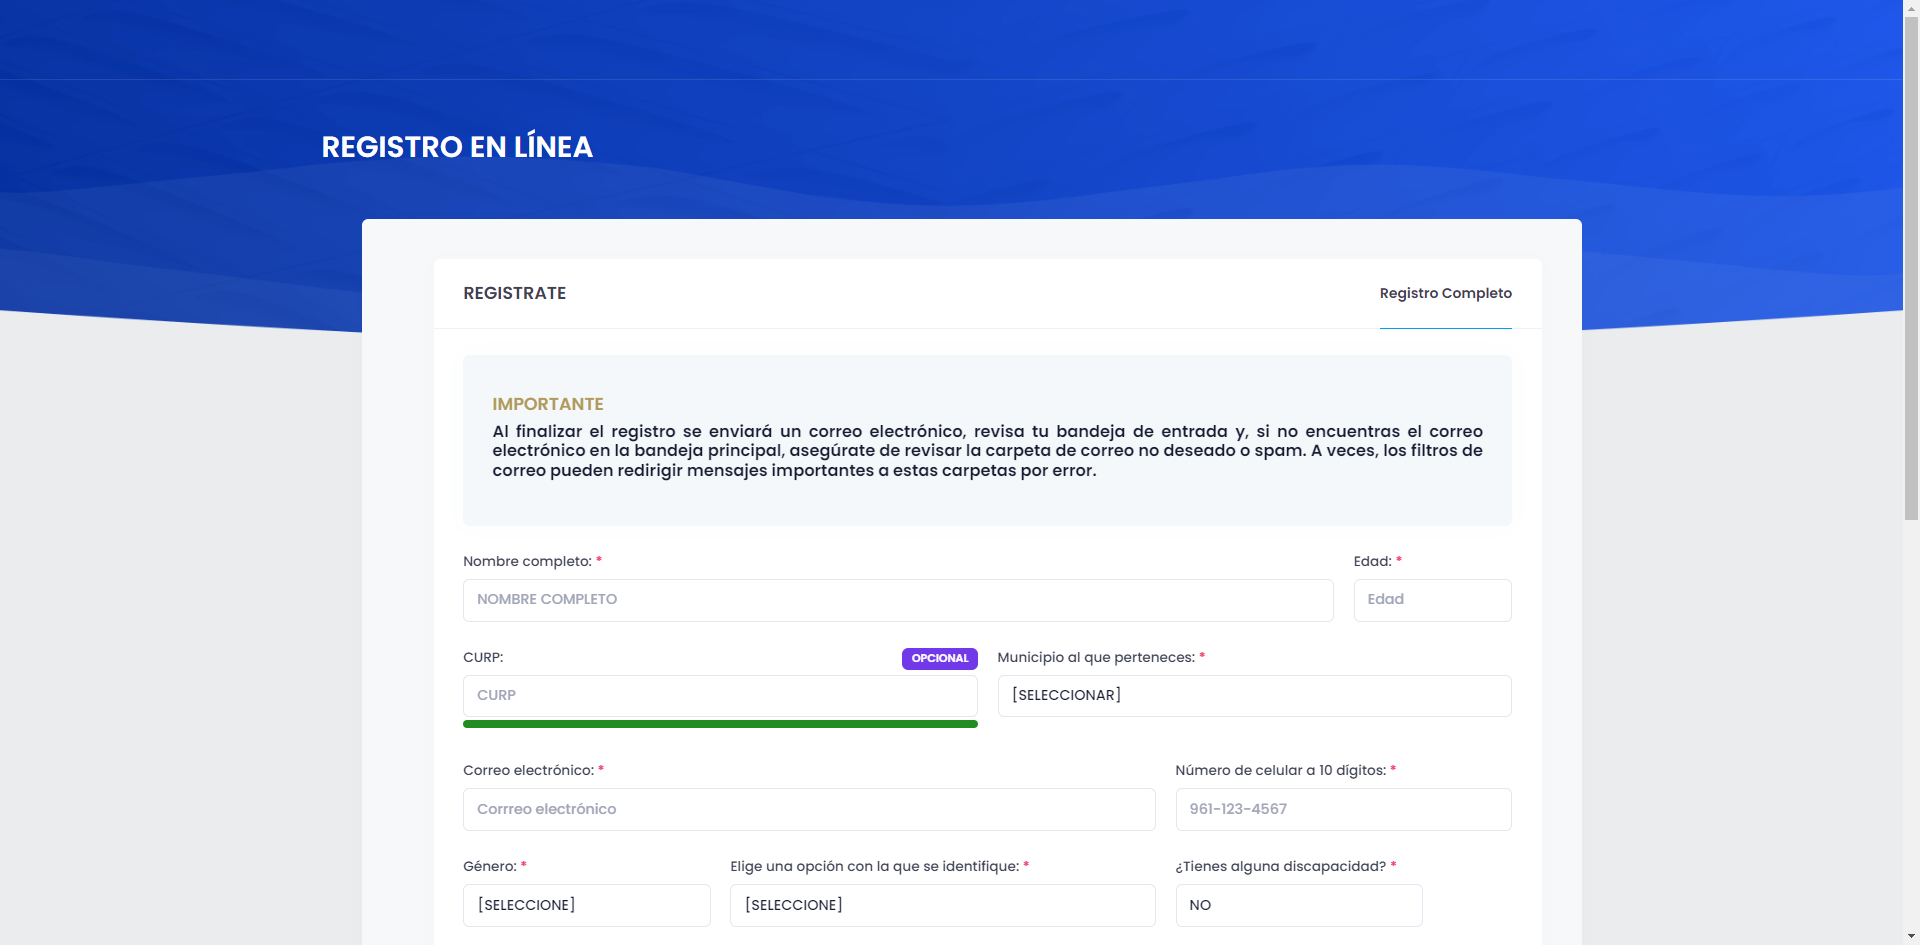 REGISTRO EN LÍNEA
REGISTRATE
Registro Completo
IMPORTANTE
Al finalizar el registro se enviará un correo electrónico, revisa tu bandeja de entrada y, si no encuentras el correo
electrónico en la bandeja principal, asegúrate de revisar la carpeta de correo no deseado o spam. A veces, los filtros de
correo pueden redirigir mensajes importantes a estas carpetas por error.
Nombre completo: *
Edad: *
NOMBRE COMPLETO
Edad
CURP:
OPCIONAL
Municipio al que perteneces: *
CURP
[SELECCIONAR]
Correo electrónico: *
Número de celular a 10 dígitos: *
Corrreo electrónico
961-123-4567
Género: *
Elige una opción con la que se identifique: *
¿Tienes alguna discapacidad? *
[SELECCIONE]
[SELECCIONE]
NO